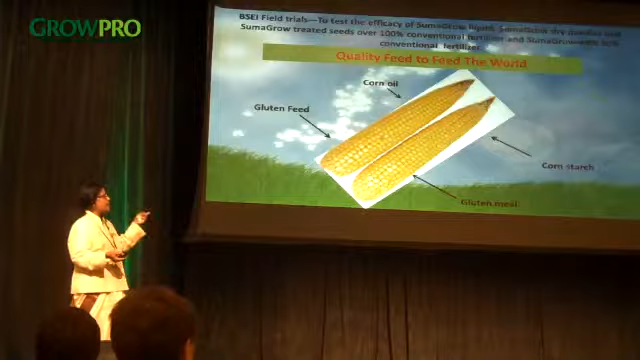 GROWPRO
BSEI Field trials—To test the efficacy of SumaGrow liquid, SumaGrow dry powder and
SumaGrow treated seeds over 100% conventional fertilizer and SumaGrow with 50%
conventional fertilizer
Quality Feed to Feed The World
Corn oil
Gluten Feed
Corn starch
Gluten meal